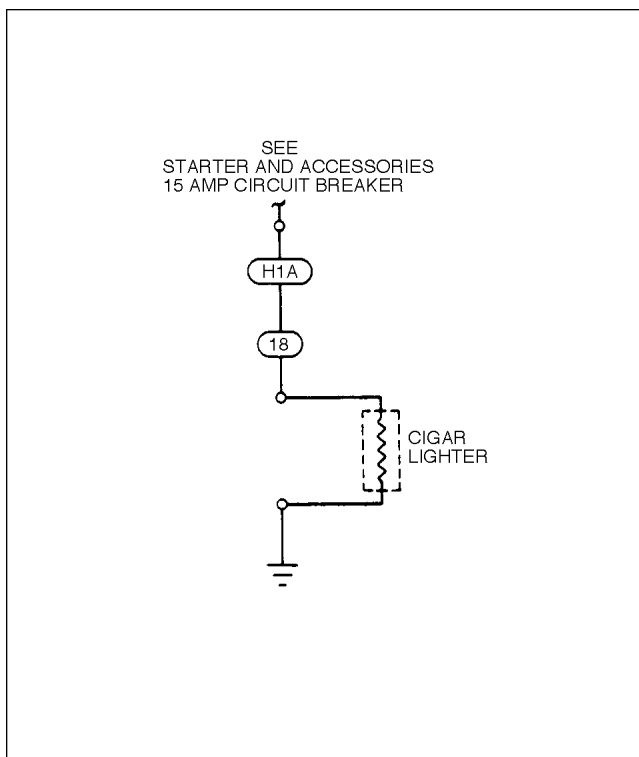 SEE
STARTER AND ACCESSORIES
15 AMP CIRCUIT BREAKER
H1A
18
CIGAR
LIGHTER